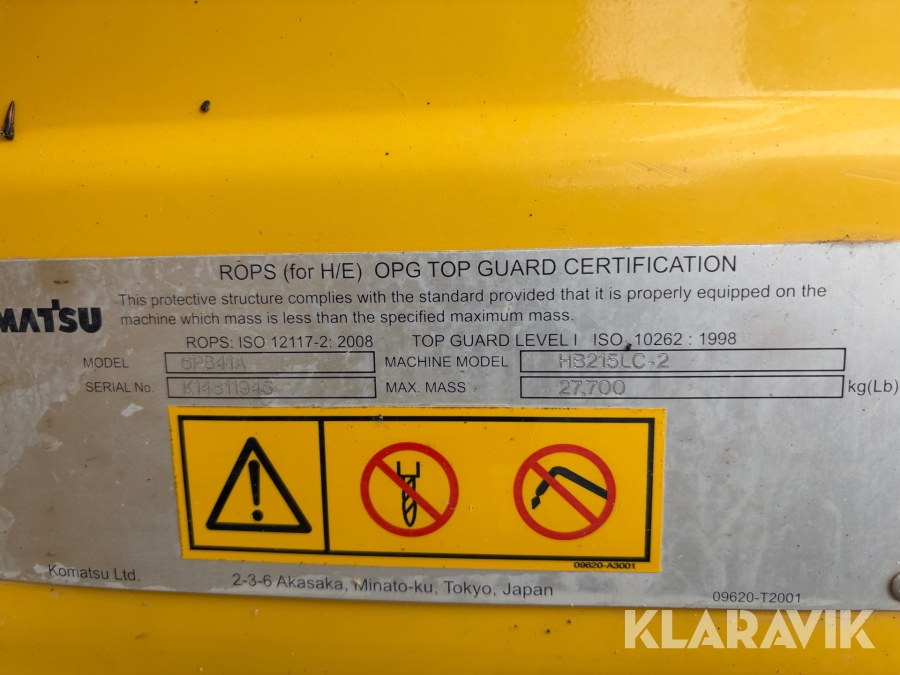 ROPS (for H/E) OPG TOP GUARD CERTIFICATION
MATSU
This protective structure complies with the standard provided that it is properly equipped on the
machine which mass is less than the specified maximum mass.
ROPS: ISO 12117-2: 2008 TOP GUARD LEVEL I ISO 10262 : 1998
MODEL MACHINE MODEL HB215LC-2
SERIAL No. MAX. MASS 27,700 kg(Lb)
09620-A3001
Komatsu Ltd. 2-3-6 Akasaka, Minato-ku, Tokyo, Japan 09620-T2001
KLARAVIK